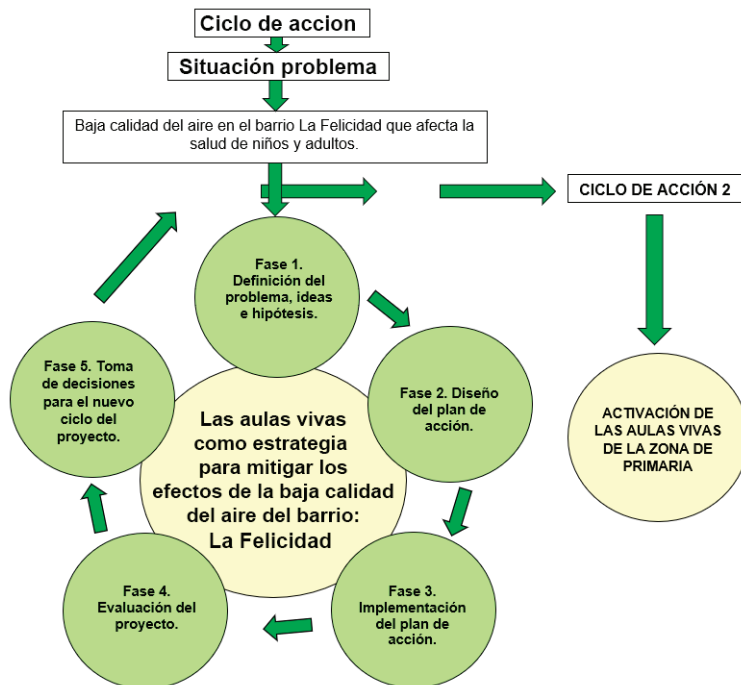 Ciclo de accion
Situación problema
Baja calidad del aire en el barrio La Felicidad que afecta la
salud de niños y adultos.
CICLO DE ACCIÓN 2
Fase 1.
Definición del
problema, ideas
e hipótesis.
Fase 2. Diseño
del plan de
acción.
Fase 3.
Implementación
del plan de
acción.
Fase 4.
Evaluación del
proyecto.
Fase 5. Toma
de decisiones
para el nuevo
ciclo del
proyecto.
Las aulas vivas
como estrategia
para mitigar los
efectos de la baja calidad
del aire del barrio:
La Felicidad
ACTIVACIÓN DE
LAS AULAS VIVAS
DE LA ZONA DE
PRIMARIA